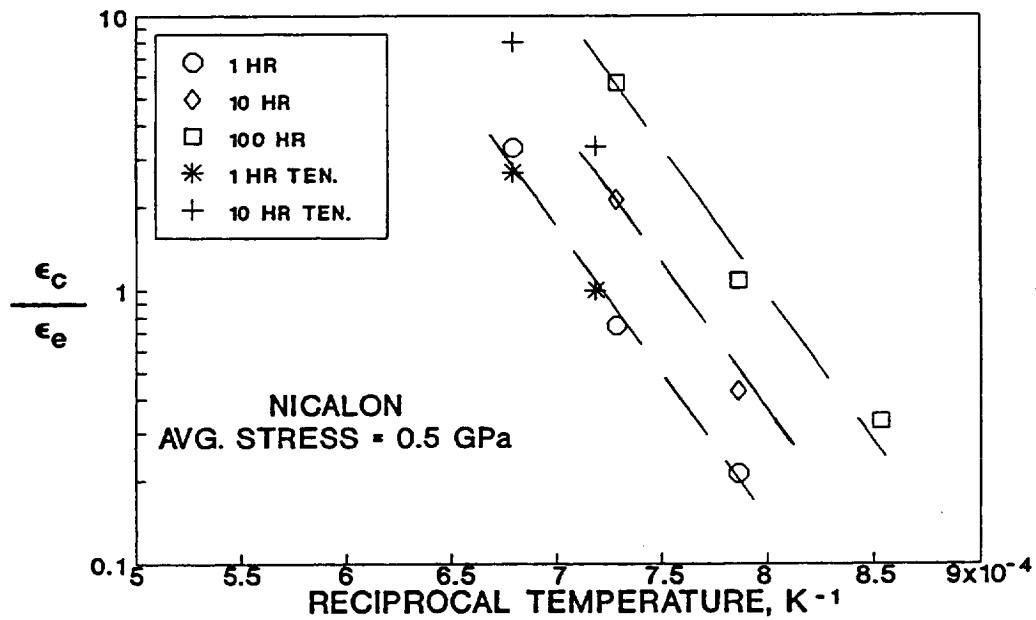 10
1
0.1
ϵc
ϵe
1 HR
10 HR
100 HR
1 HR TEN.
10 HR TEN.
NICALON
AVG. STRESS = 0.5 GPa
5 5.5 6 6.5 7 7.5 8 8.5 9x10⁻⁴
RECIPROCAL TEMPERATURE, K⁻¹